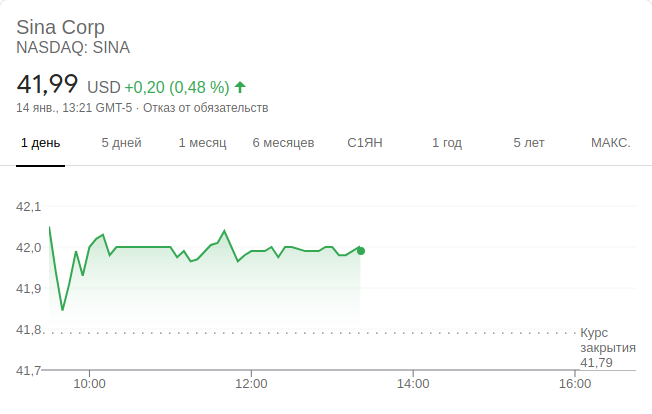 Sina Corp
NASDAQ: SINA
41,99 USD +0,20 (0,48 %)
14 янв., 13:21 GMT-5 · Отказ от обязательств
1 день 5 дней 1 месяц 6 месяцев С1ЯН 1 год 5 лет МАКС.
42,1
42,0
41,9
41,8
Курс
закрытия
41,79
41,7
10:00 12:00 14:00 16:00